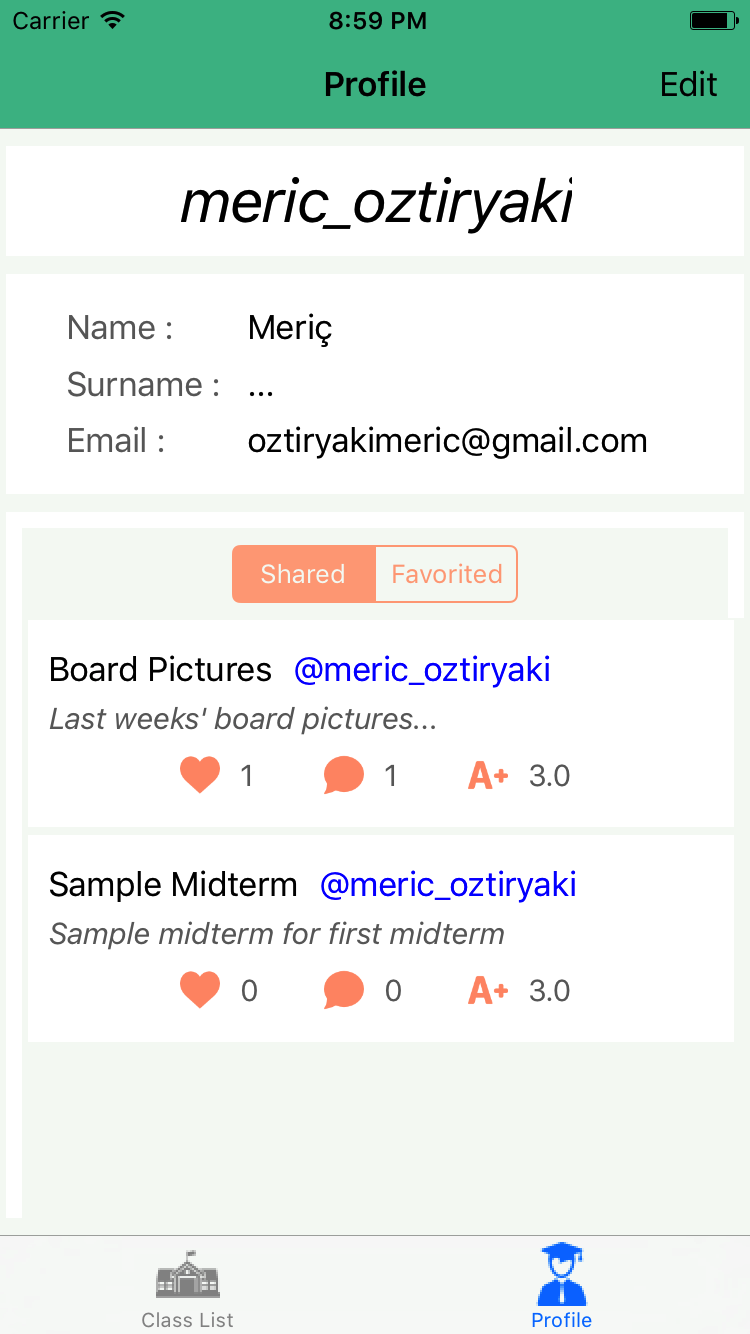 Carrier 8:59 PM
Profile Edit
meric_oztiryaki
Name : Meriç
Surname : ...
Email : oztiryakimeric@gmail.com
Shared Favorited
Board Pictures @meric_oztiryaki
Last weeks' board pictures...
1 1 A+ 3.0
Sample Midterm @meric_oztiryaki
Sample midterm for first midterm
0 0 A+ 3.0
Class List Profile